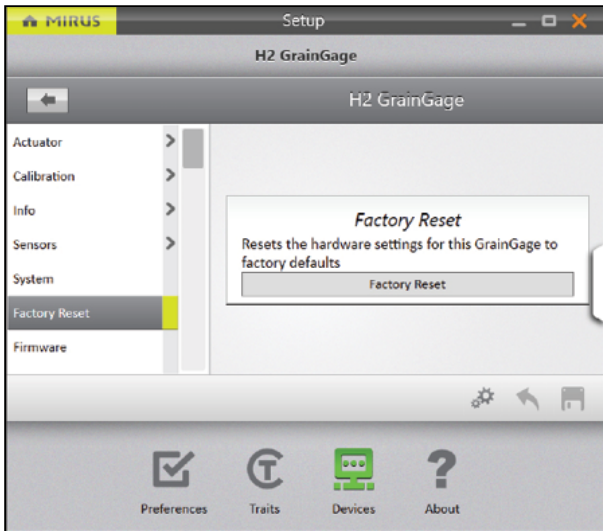 MIRUS
Setup
H2 GrainGage
H2 GrainGage
Actuator
Calibration
Info
Sensors
System
Factory Reset
Firmware
Factory Reset
Resets the hardware settings for this GrainGage to
factory defaults
Factory Reset
Preferences
Traits
Devices
About